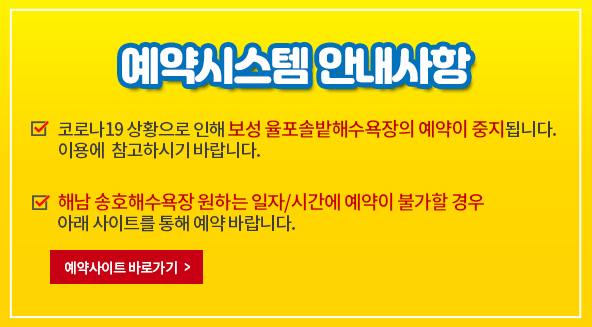 예약시스템 안내사항
코로나19 상황으로 인해 보성 율포솔밭해수욕장의 예약이 중지됩니다.
이용에 참고하시기 바랍니다.
해남 송호해수욕장 원하는 일자/시간에 예약이 불가할 경우
아래 사이트를 통해 예약 바랍니다.
예약사이트 바로가기 >